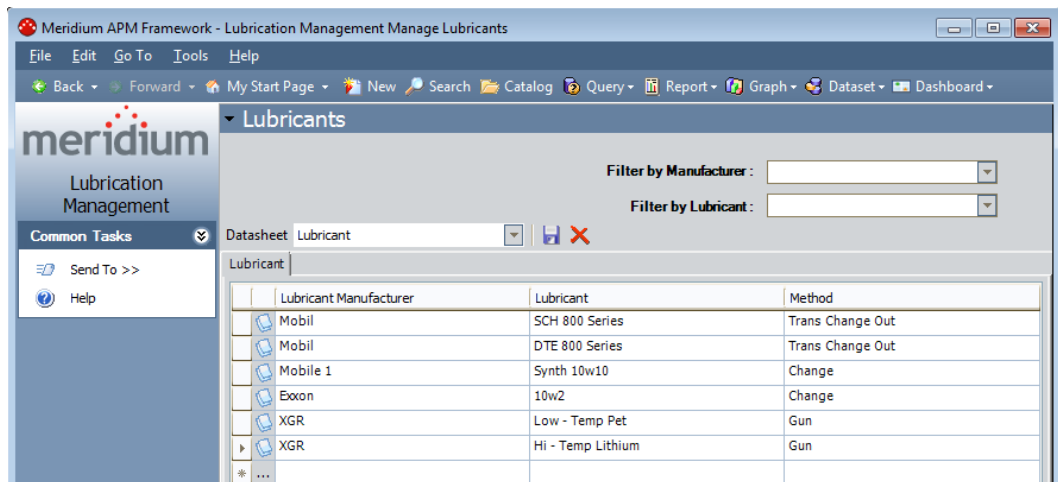 Meridium APM Framework - Lubrication Management Manage Lubricants
File Edit Go To Tools Help
Back Forward My Start Page New Search Catalog Query Report Graph Dataset Dashboard
meridium
Lubrication
Management
Common Tasks
Send To >>
Help
Lubricants
Filter by Manufacturer :
Filter by Lubricant :
Datasheet Lubricant
Lubricant
Lubricant Manufacturer Lubricant Method
Mobil SCH 800 Series Trans Change Out
Mobil DTE 800 Series Trans Change Out
Mobile 1 Synth 10w10 Change
Exxon 10w2 Change
XGR Low - Temp Pet Gun
XGR Hi - Temp Lithium Gun
* ...